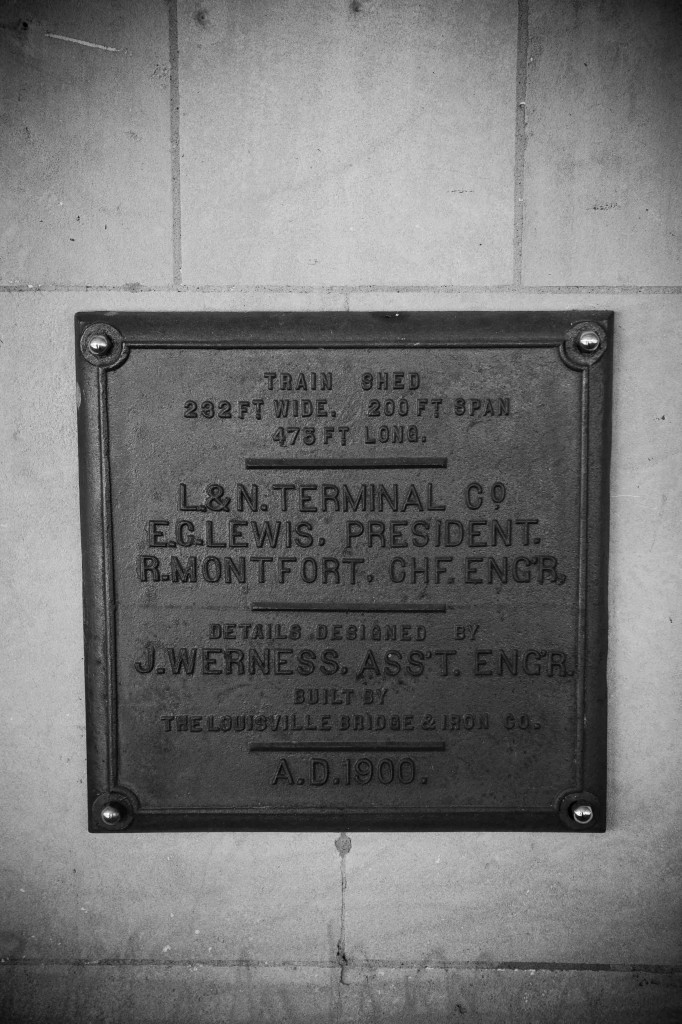 TRAIN SHED
232 FT WIDE. 200 FT SPAN
475 FT LONG.
L.& N. TERMINAL CO
E.C. LEWIS. PRESIDENT.
R. MONTFORT. CHF. ENG'R,
DETAILS DESIGNED BY
J. WERNESS. ASS'T. ENG'R.
BUILT BY
THE LOUISVILLE BRIDGE & IRON CO.
A.D. 1900.